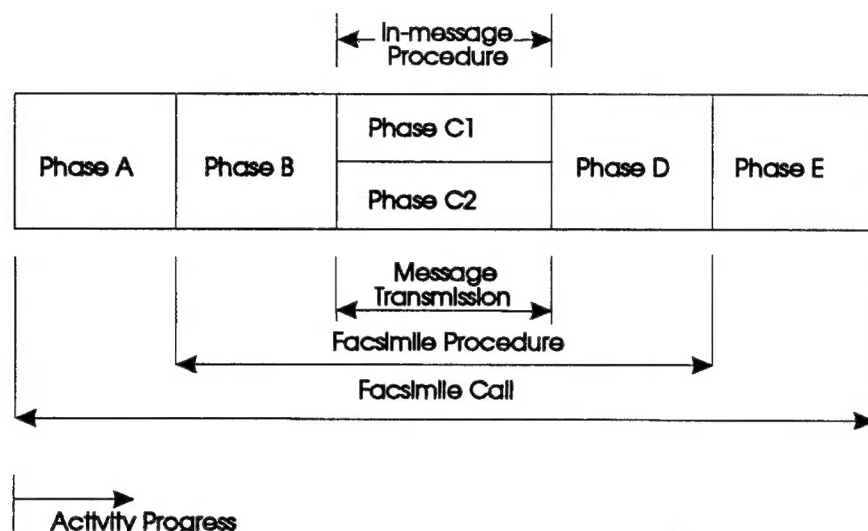 In-message
Procedure
Phase A
Phase B
Phase C1
Phase C2
Phase D
Phase E
Message
Transmission
Facsimile Procedure
Facsimile Call
Activity Progress